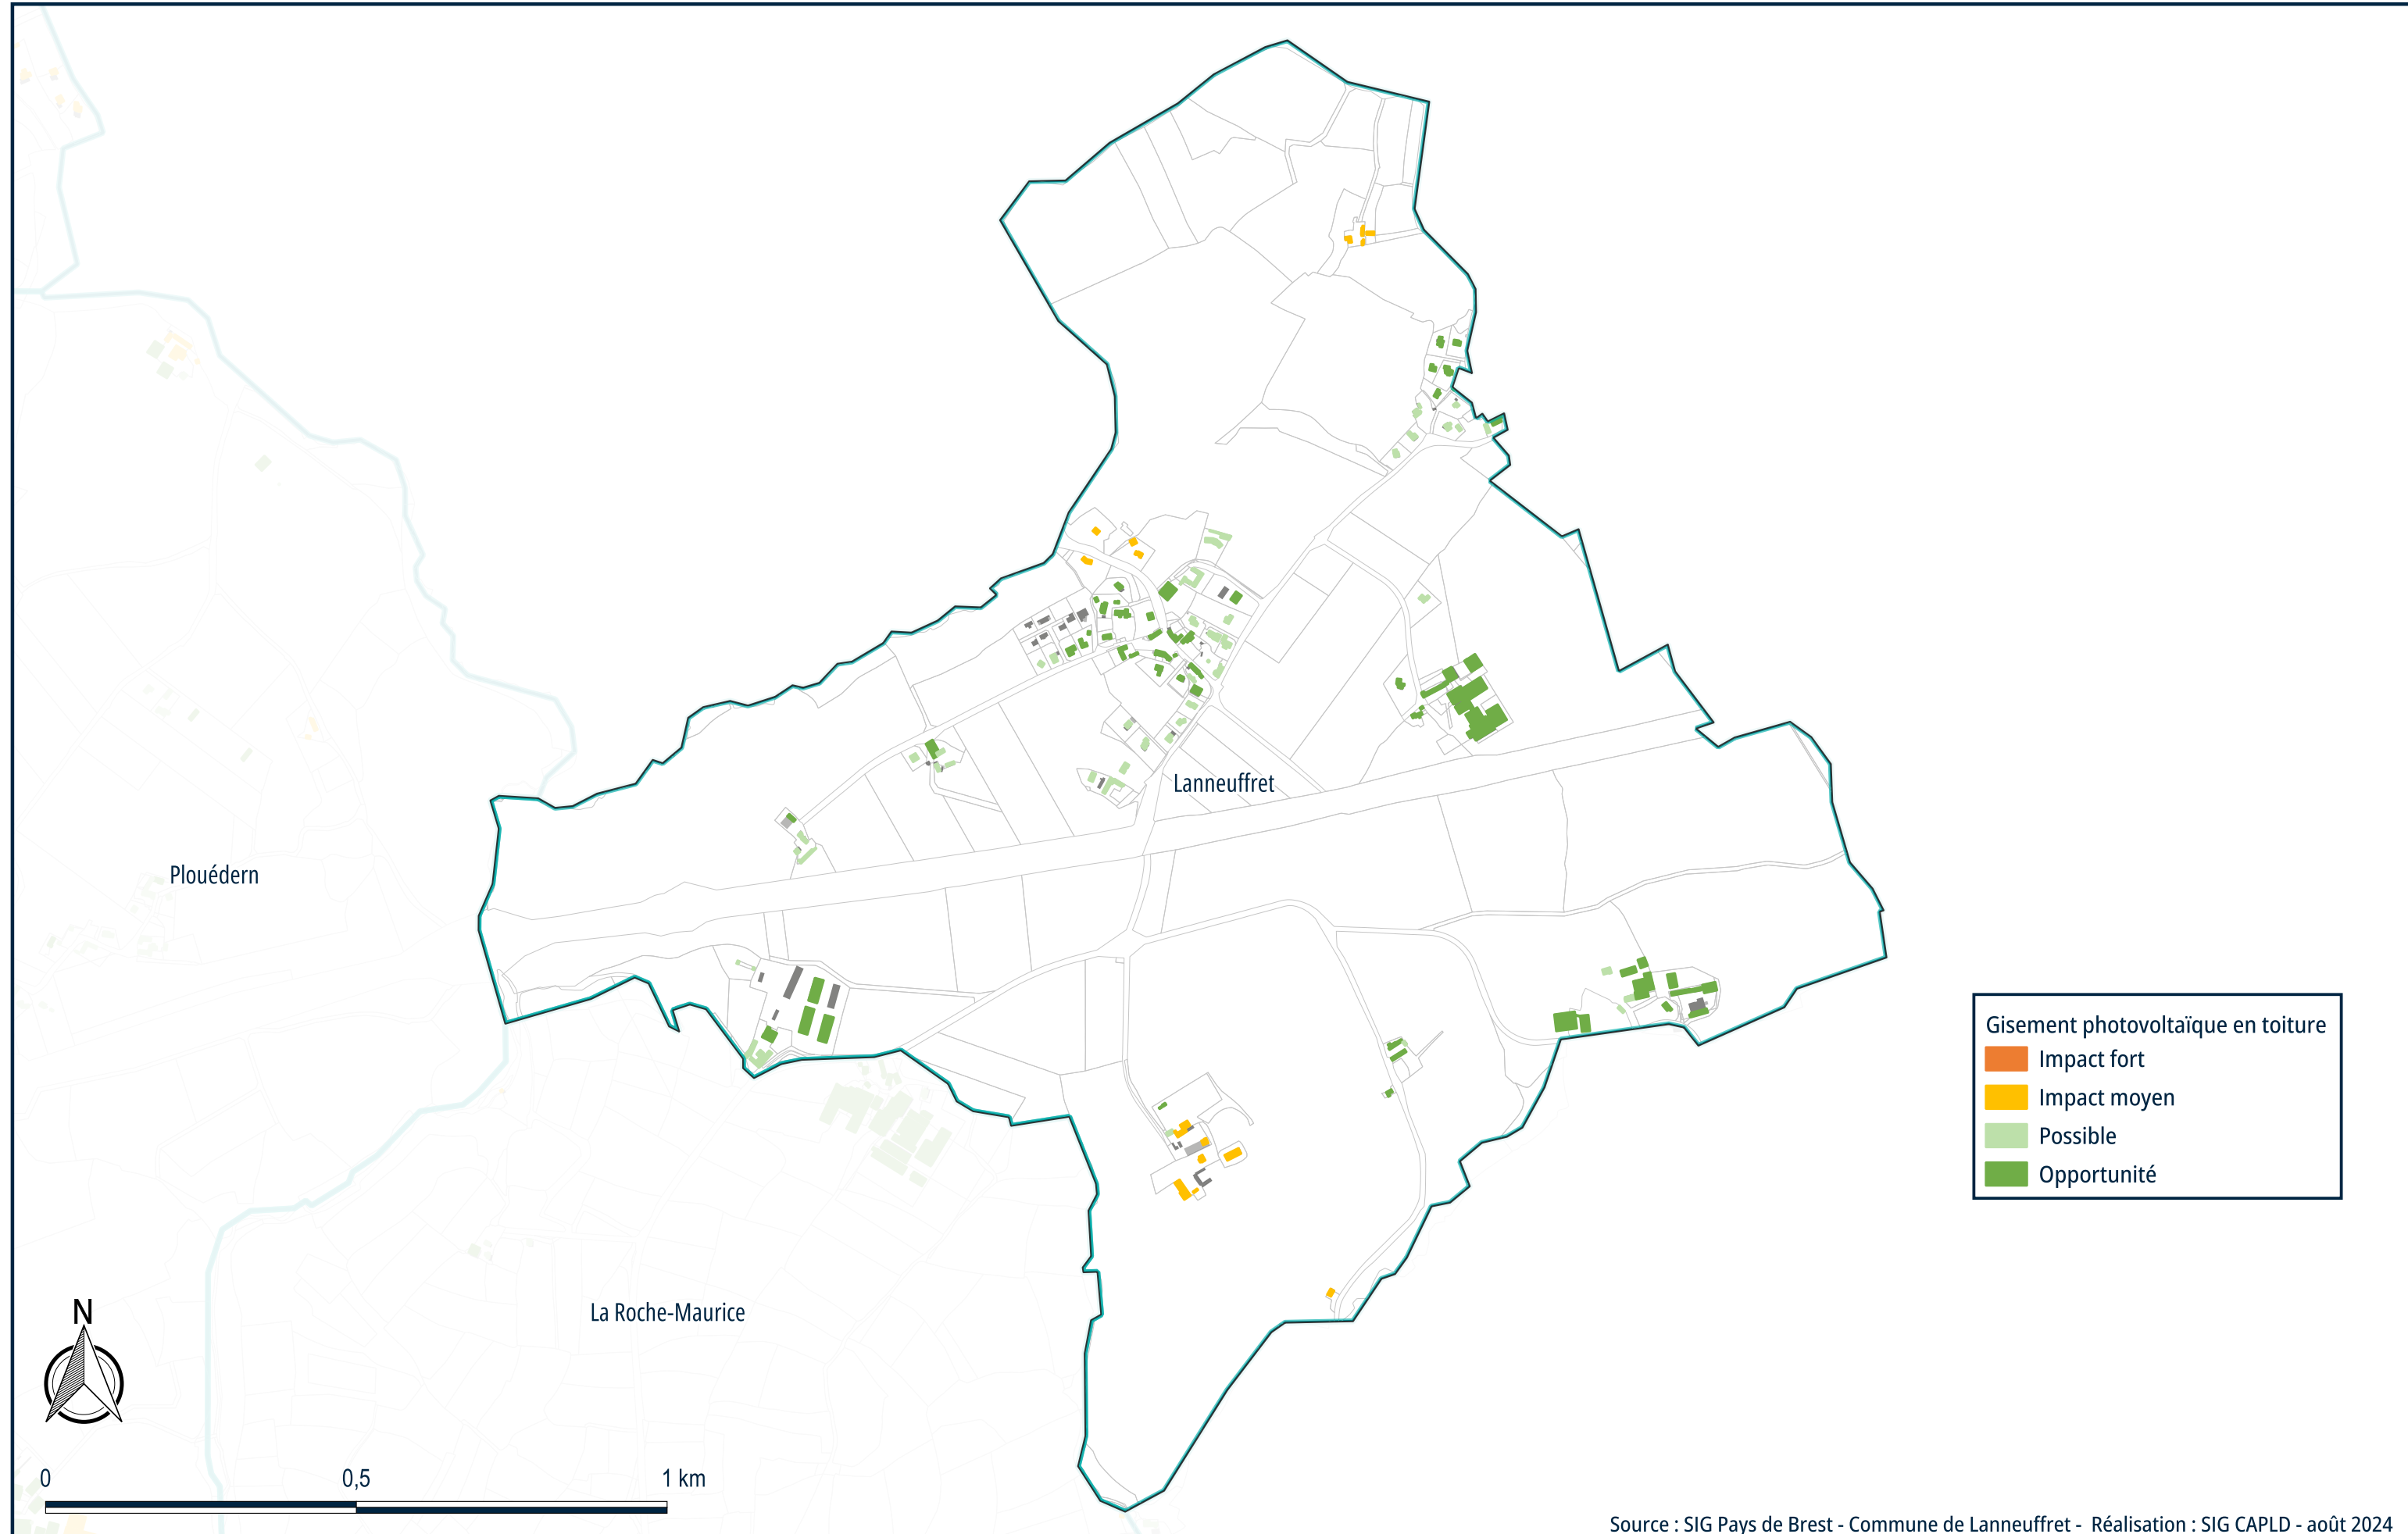 Lanneuffret
Plouédern
Gisement photovoltaïque en toiture
Impact fort
Impact moyen
Possible
Opportunité
La Roche-Maurice
N
0 0,5 1 km
Source : SIG Pays de Brest - Commune de Lanneuffret - Réalisation : SIG CAPLD - août 2024